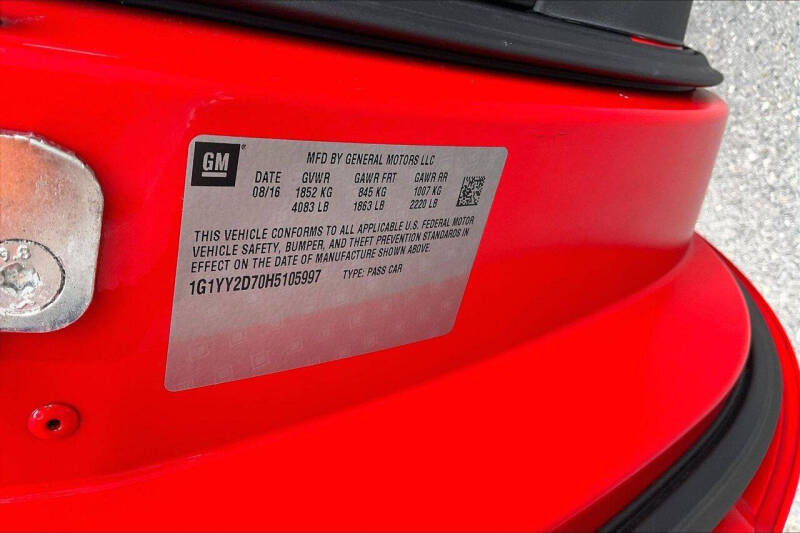 GM
MFD BY GENERAL MOTORS LLC
DATE GVWR GAWR FRT GAWR RR
08/16 1852 KG 845 KG 1007 KG
4083 LB 1863 LB 2220 LB
THIS VEHICLE CONFORMS TO ALL APPLICABLE U.S. FEDERAL MOTOR
VEHICLE SAFETY, BUMPER, AND THEFT PREVENTION STANDARDS IN
EFFECT ON THE DATE OF MANUFACTURE SHOWN ABOVE.
1G1YY2D70H5105997 TYPE: PASS CAR